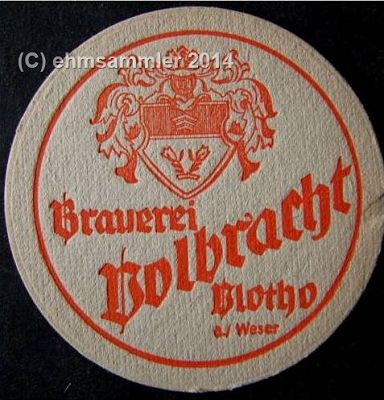 (C) ehmsammler 2014
Brauerei
Volbracht
Vlotho
a./ Weser